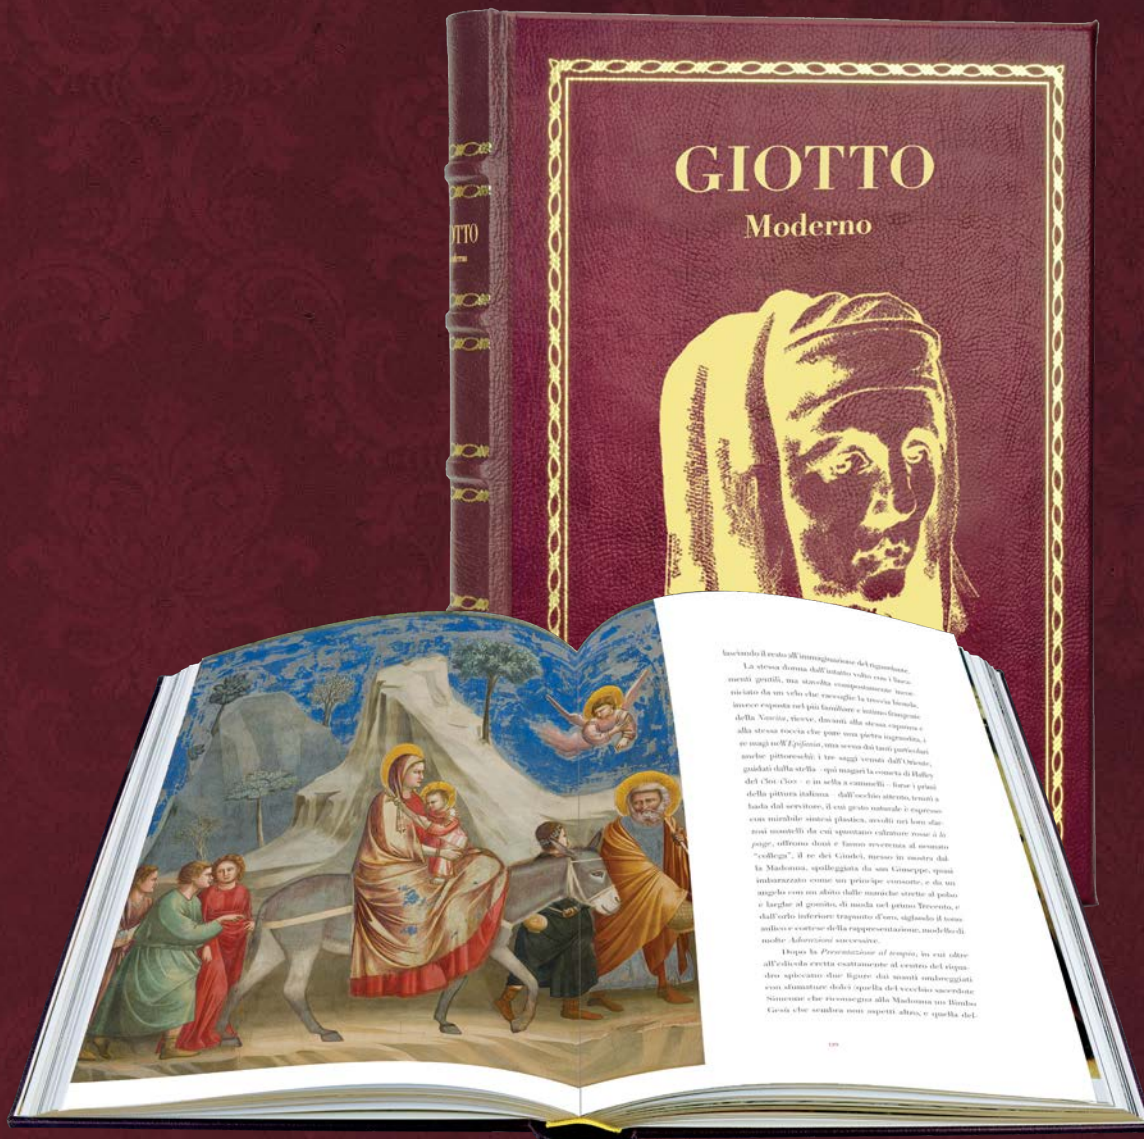 GIOTTO
Moderno
OTTO
lasciando il resto all'immaginazione del riguardante.
La stessa donna dall'intatto volto con i linea-
menti gentili, ma stavolta compostamente incor-
niciato da un velo che raccoglie la treccia bionda,
invece esposta nel più familiare e intimo frangente
della Nascita, riceve, davanti alla stessa capanna e
alla stessa roccia che pare una pietra ingrandita, i
re magi nell'Epifania, una scena dai tanti particolari
anche pittoreschi: i tre saggi venuti dall'Oriente,
guidati dalla stella – qui magari la cometa di Halley
del 1301-1302 – e in sella a cammelli – forse i primi
della pittura italiana – dall'occhio attento, tenuti a
bada dal servitore, il cui gesto naturale è espresso
con mirabile sintesi plastica, avvolti nei loro sfar-
zosi mantelli da cui spuntano calzature rosse à la
page, offrono doni e fanno reverenza al neonato
"collega", il re dei Giudei, messo in mostra dal-
la Madonna, spalleggiata da san Giuseppe, quasi
imbarazzato come un principe consorte, e da un
angelo con un abito dalle maniche strette al polso
e larghe al gomito, di moda nel primo Trecento, e
dall'orlo inferiore trapunto d'oro, siglando il tono
aulico e cortese della rappresentazione, modello di
molte Adorazioni successive.
Dopo la Presentazione al tempio, in cui oltre
all'edicola eretta esattamente al centro del riqua-
dro spiccano due figure dai manti ombreggiati
con sfumature dolci (quella del vecchio sacerdote
Simeone che riconsegna alla Madonna un Bimbo
Gesù che sembra non aspetti altro, e quella del-